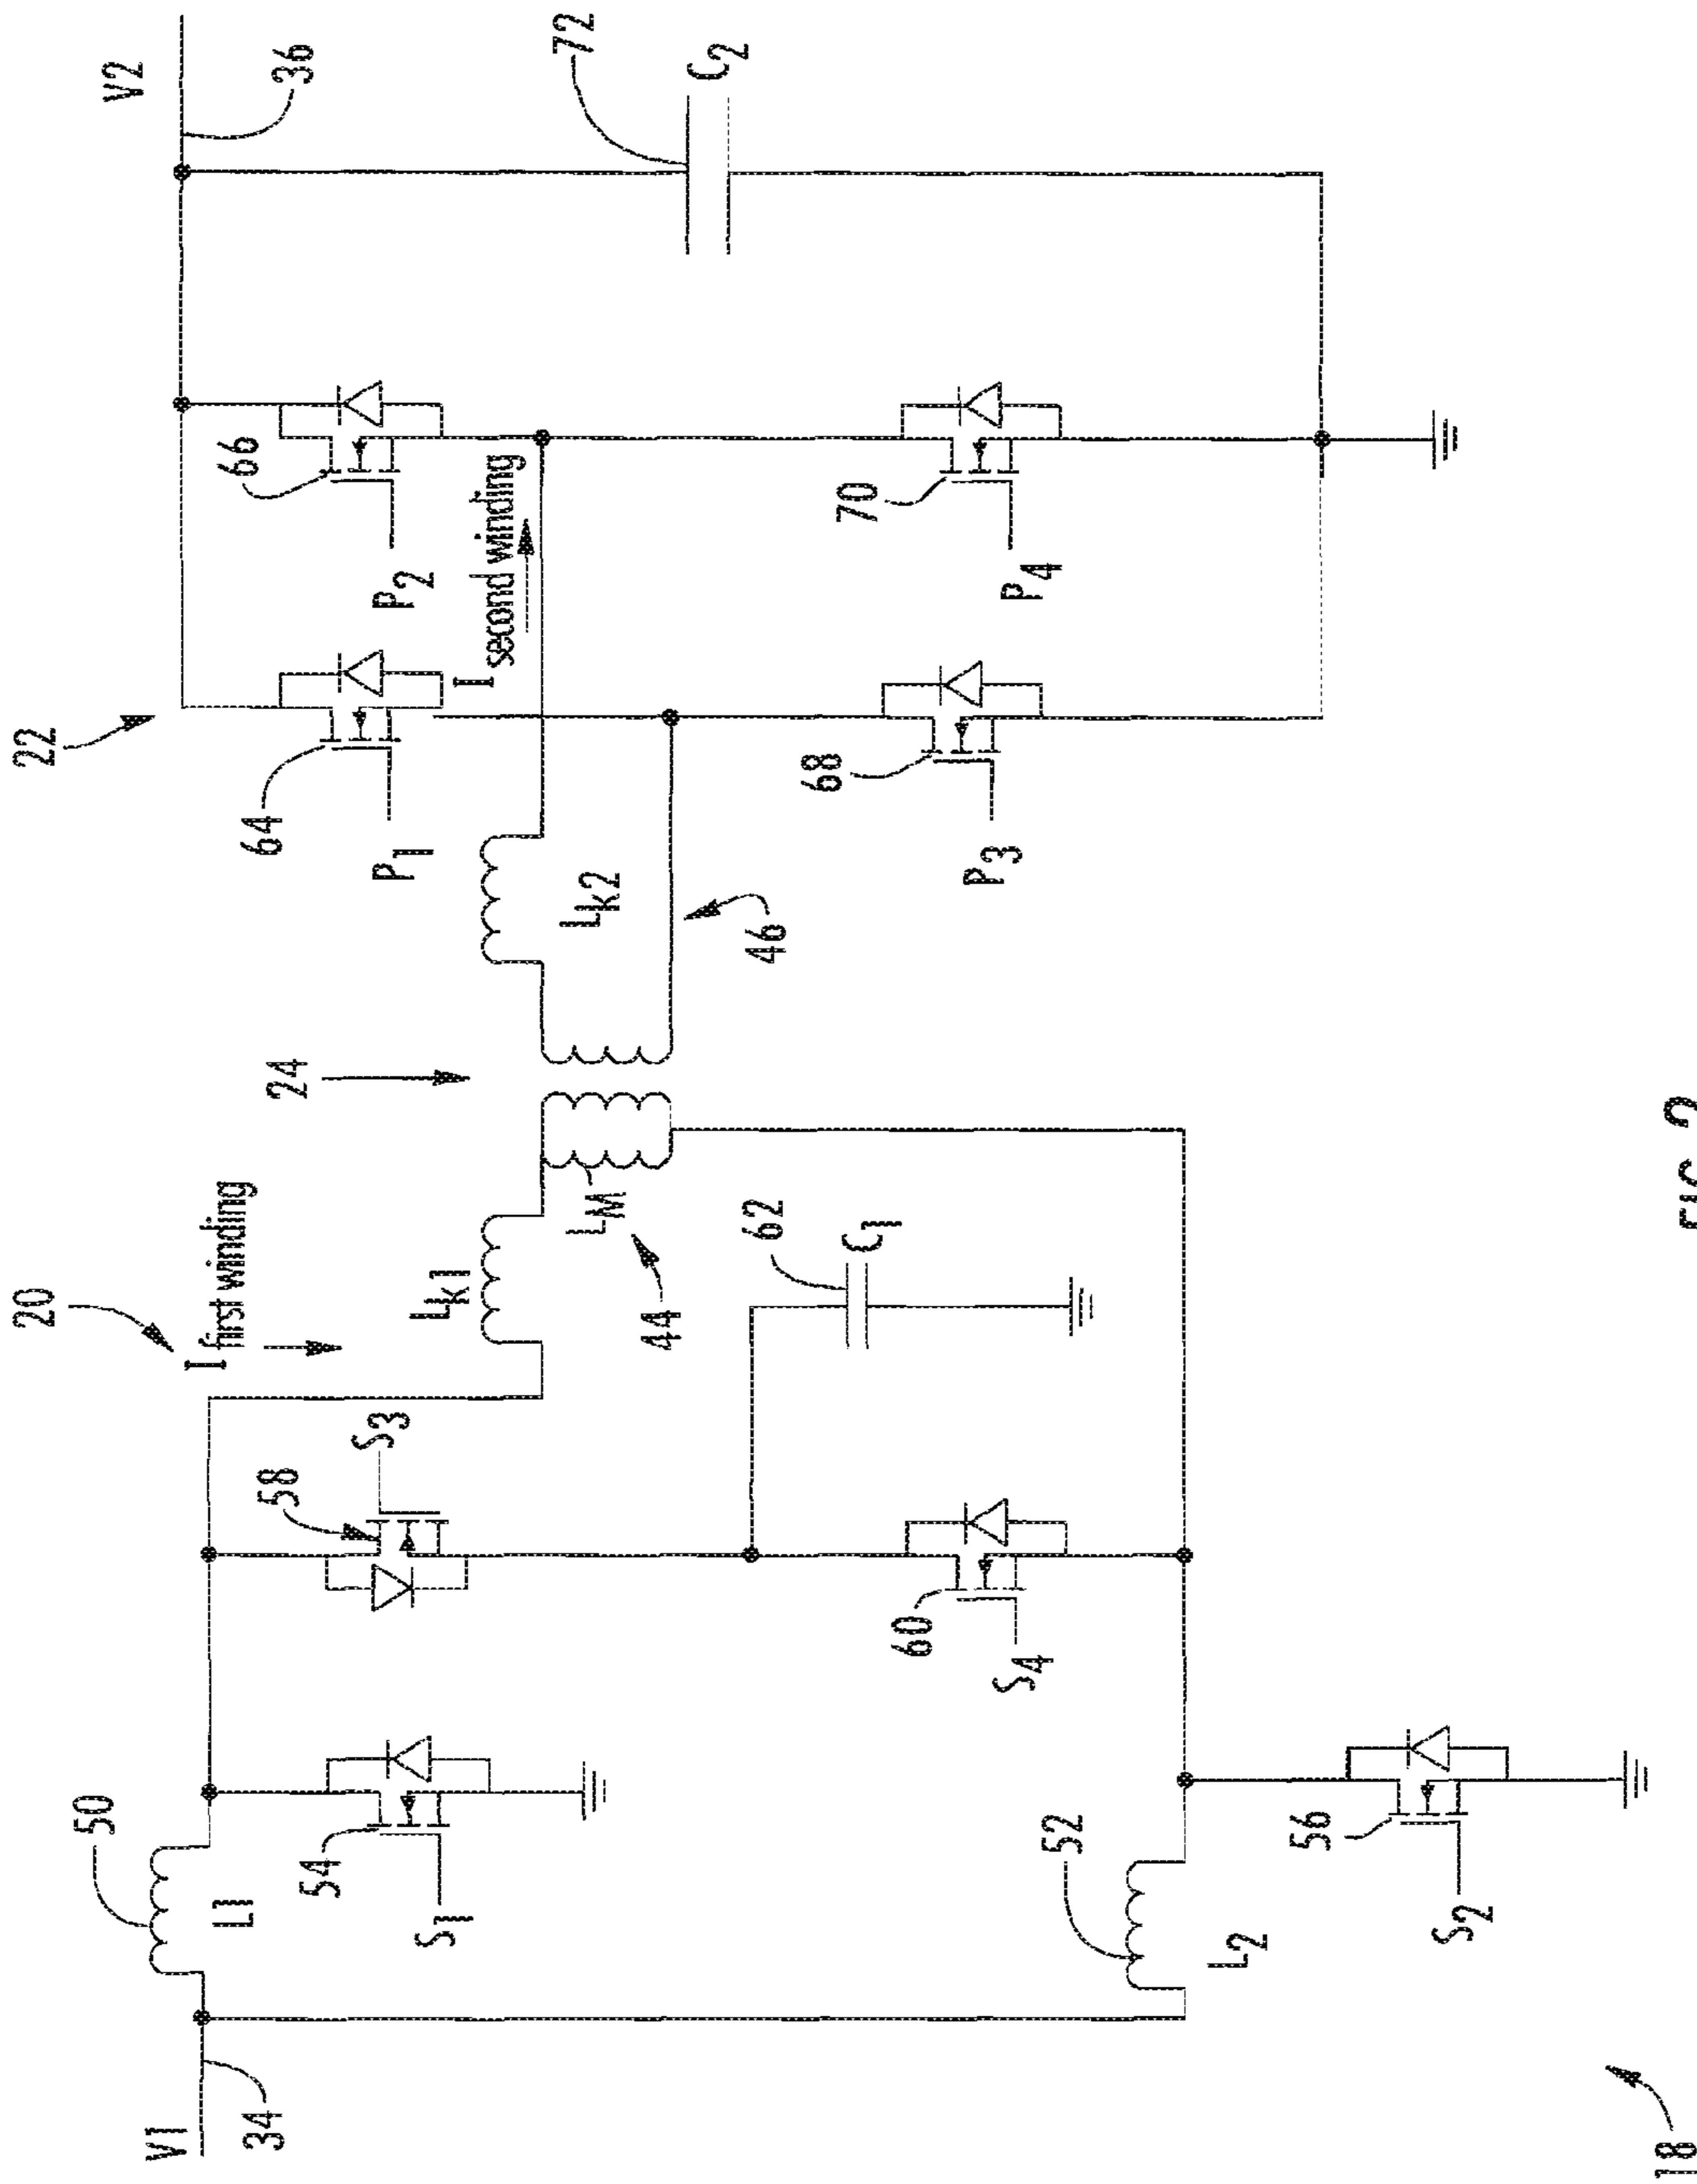 20
22
24
I first winding
V1
34
50
L1
54
S1
58
S3
Lk1
LM
44
62
C1
60
S4
52
L2
56
S2
64
P1
66
P2
I second winding
Lk2
46
68
P3
70
P4
V2
36
72
C2
18